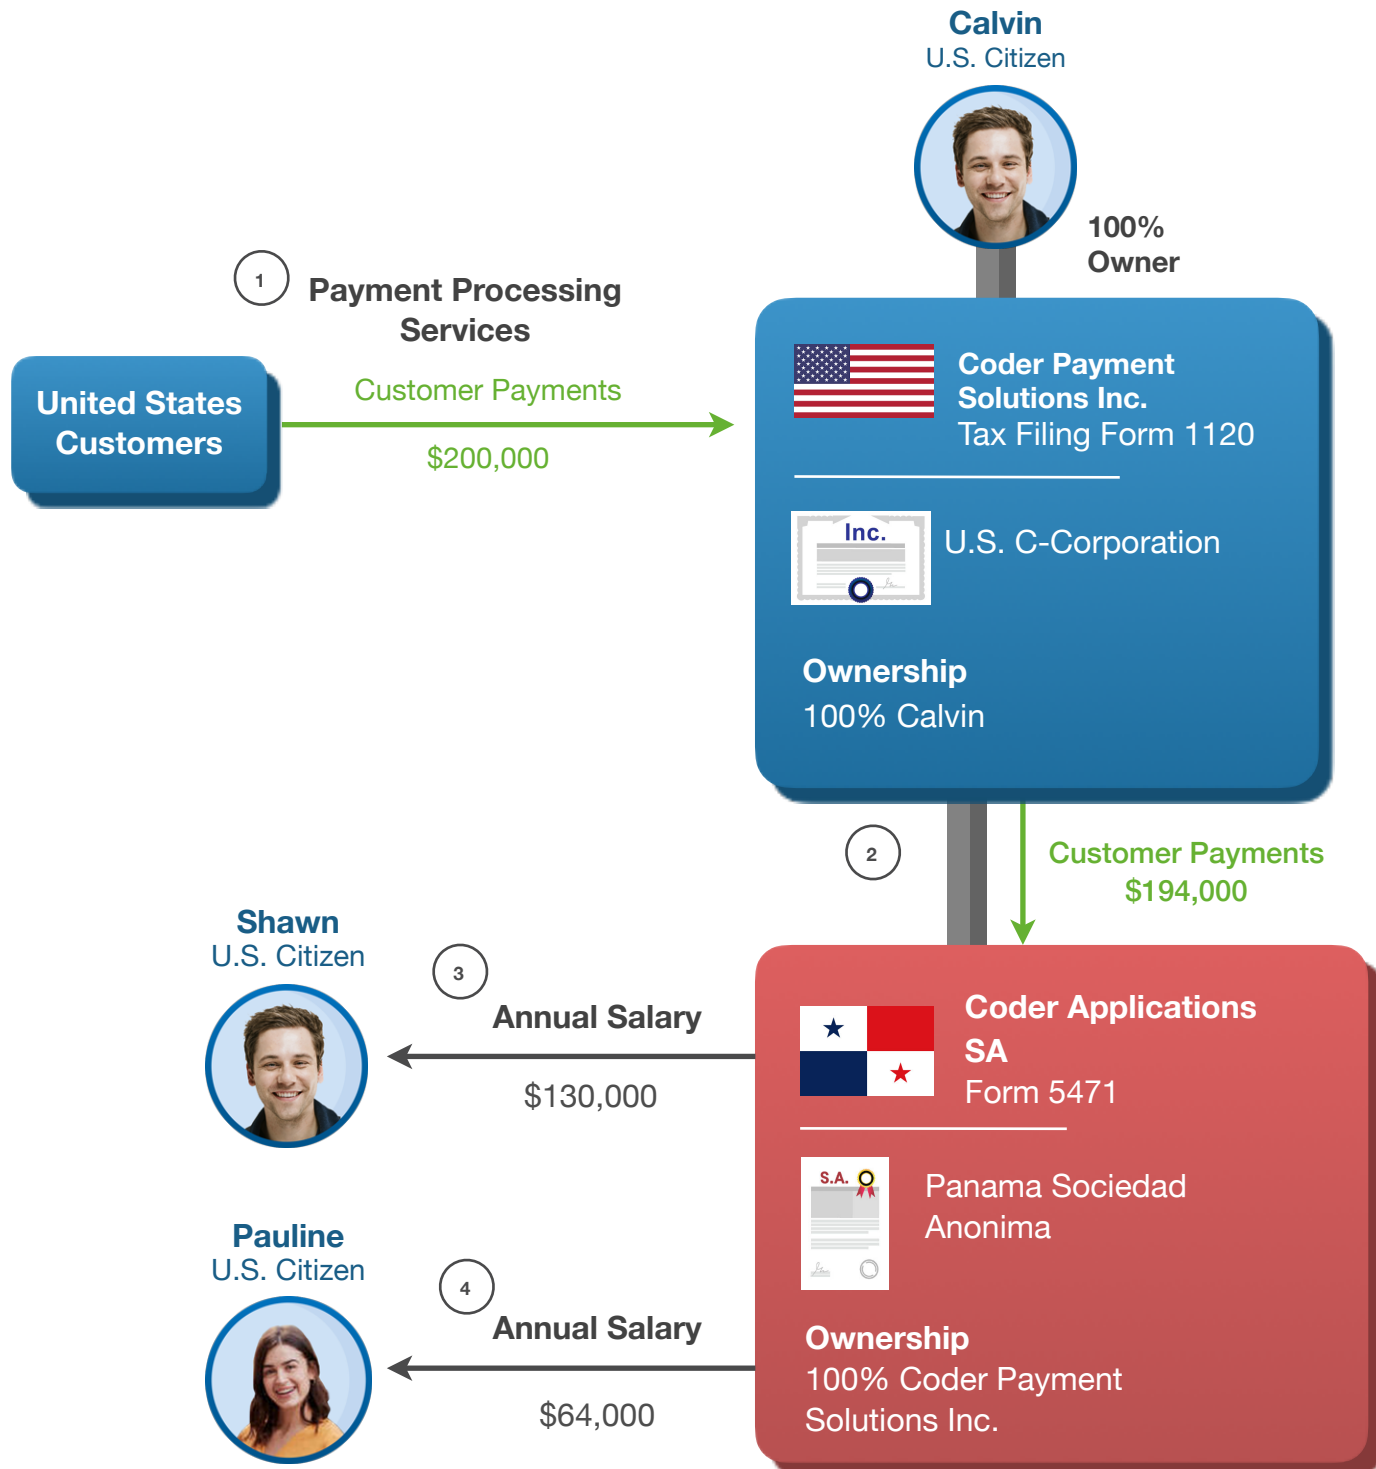 Calvin
U.S. Citizen
100%
Owner
1
Payment Processing
Services
United States
Customers
Customer Payments
$200,000
Coder Payment
Solutions Inc.
Tax Filing Form 1120
Inc.
U.S. C-Corporation
Ownership
100% Calvin
2
Customer Payments
$194,000
Shawn
U.S. Citizen
3
Annual Salary
$130,000
Coder Applications
SA
Form 5471
S.A.
Panama Sociedad
Anonima
Pauline
U.S. Citizen
4
Annual Salary
$64,000
Ownership
100% Coder Payment
Solutions Inc.